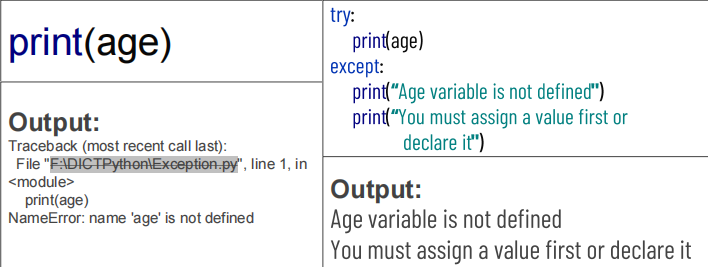 print(age)
Output:
Traceback (most recent call last):
File "F:\DICTPython\Exception.py", line 1, in
<module>
print(age)
NameError: name 'age' is not defined
try:
print(age)
except:
print(“Age variable is not defined")
print(“You must assign a value first or
declare it")
Output:
Age variable is not defined
You must assign a value first or declare it